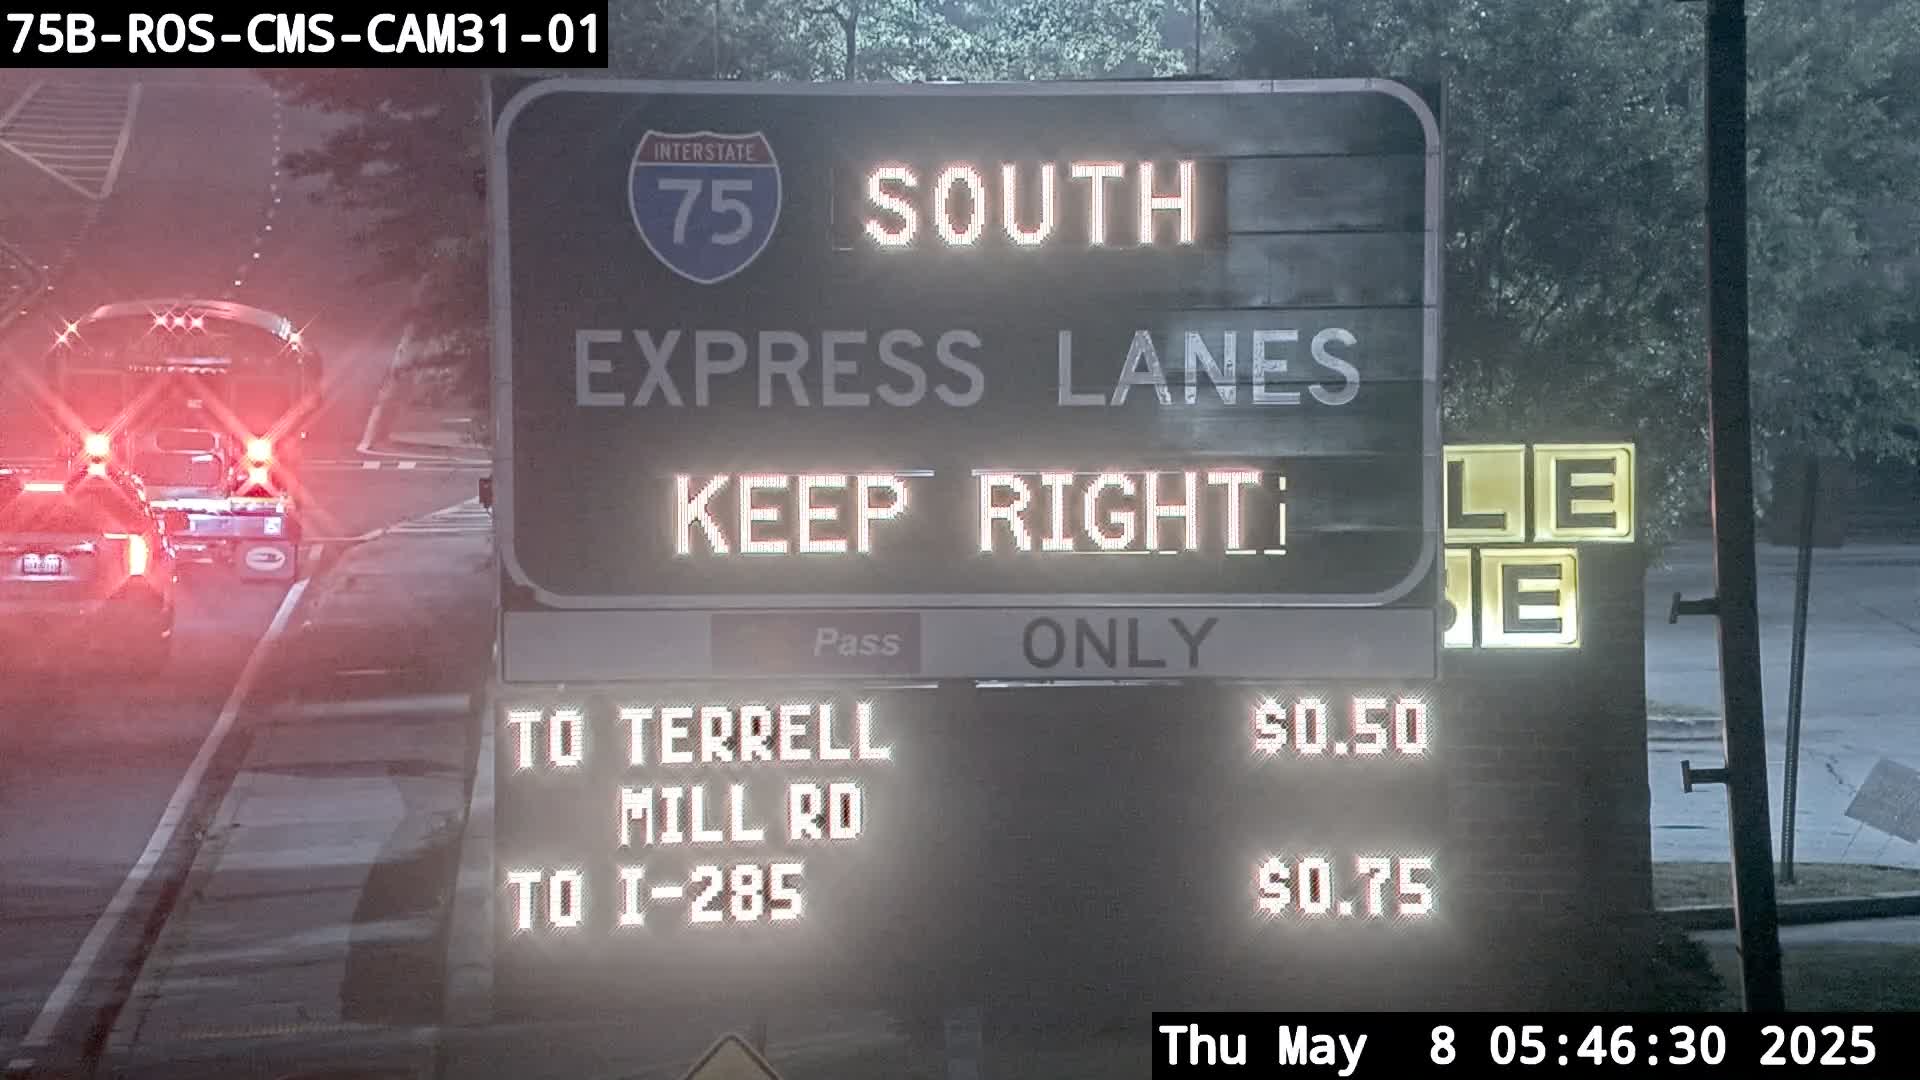 75B-ROS-CMS-CAM31-01
INTERSTATE
75
SOUTH
EXPRESS LANES
KEEP RIGHT
Pass ONLY
TO TERRELL $0.50
MILL RD
TO I-285 $0.75
LE
E
Thu May 8 05:46:30 2025